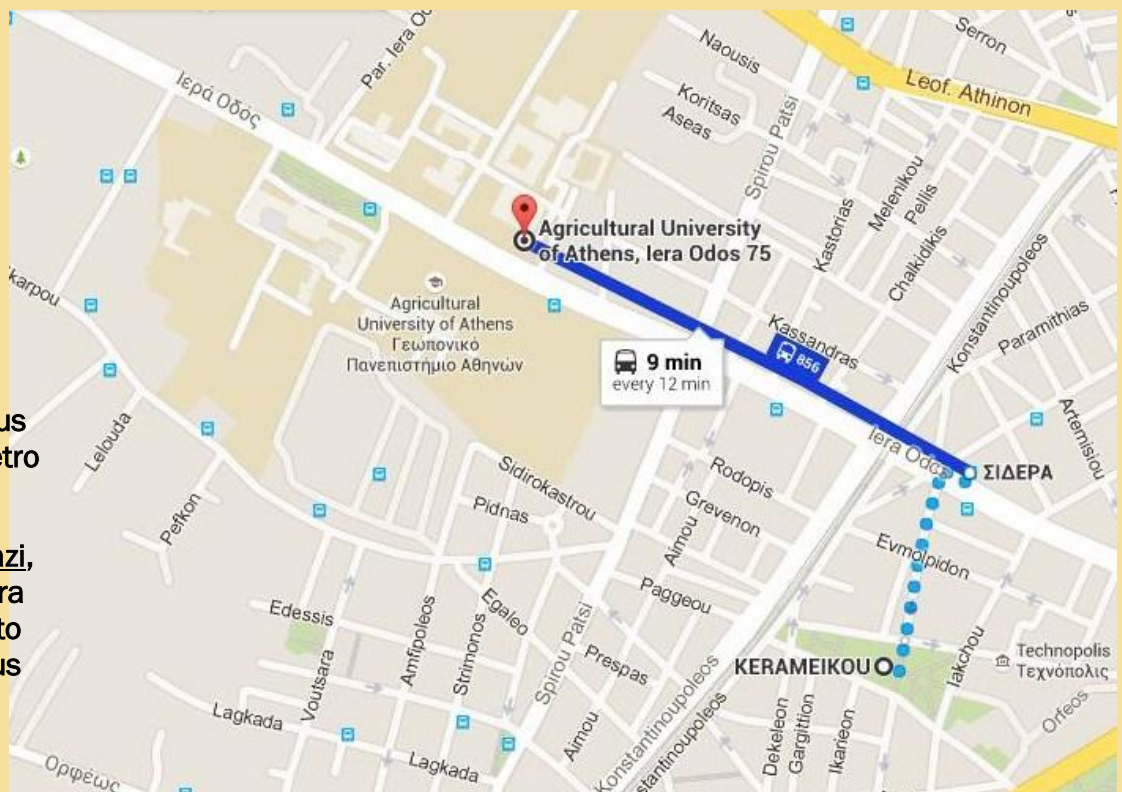 Par. Iera Od
Ιερά Οδός
Naousis
Serron
Leof. Athinon
Koritsas
Aseas
Spirou Patsi
Melenikou
Pellis
Kastorias
Chalkidikis
Konstantinoupoleos
Paramithias
Artemisiou
Agricultural University
of Athens, Iera Odos 75
karpou
Agricultural
University of Athens
Γεωπονικό
Πανεπιστήμιο Αθηνών
Kassandras
856
9 min
every 12 min
us
etro
nzi,
ra
to
us
Lelouda
Pefkon
Iera Odos
ΣΙΔΕΡΑ
Rodopis
Grevenon
Sidirokastrou
Pidnas
Aimou
Evmolpidon
Paggeou
Edessis
Voutsara
Amfipoleos
Strimonos
Egaleo
Spirou Patsi
Prespas
KERAMEIKOU
Iakchou
Technopolis
Τεχνόπολις
Orfeos
Lagkada
Lagkada
Aimou
Konstantinoupoleos
nstantinoupoleos
Dekeleon
Gargittion
Ikarieon
Ορφέως